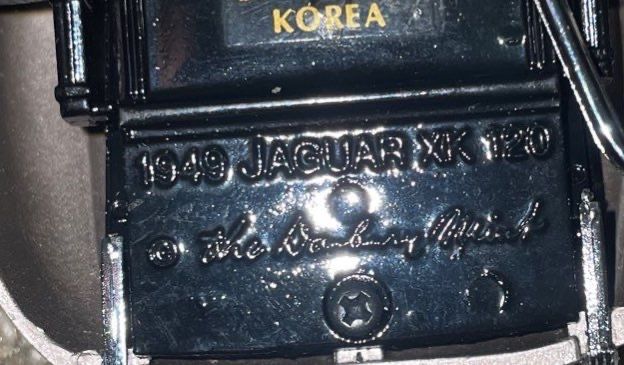 KOREA
1949 JAGUAR XK 120
© the Danbury Mint